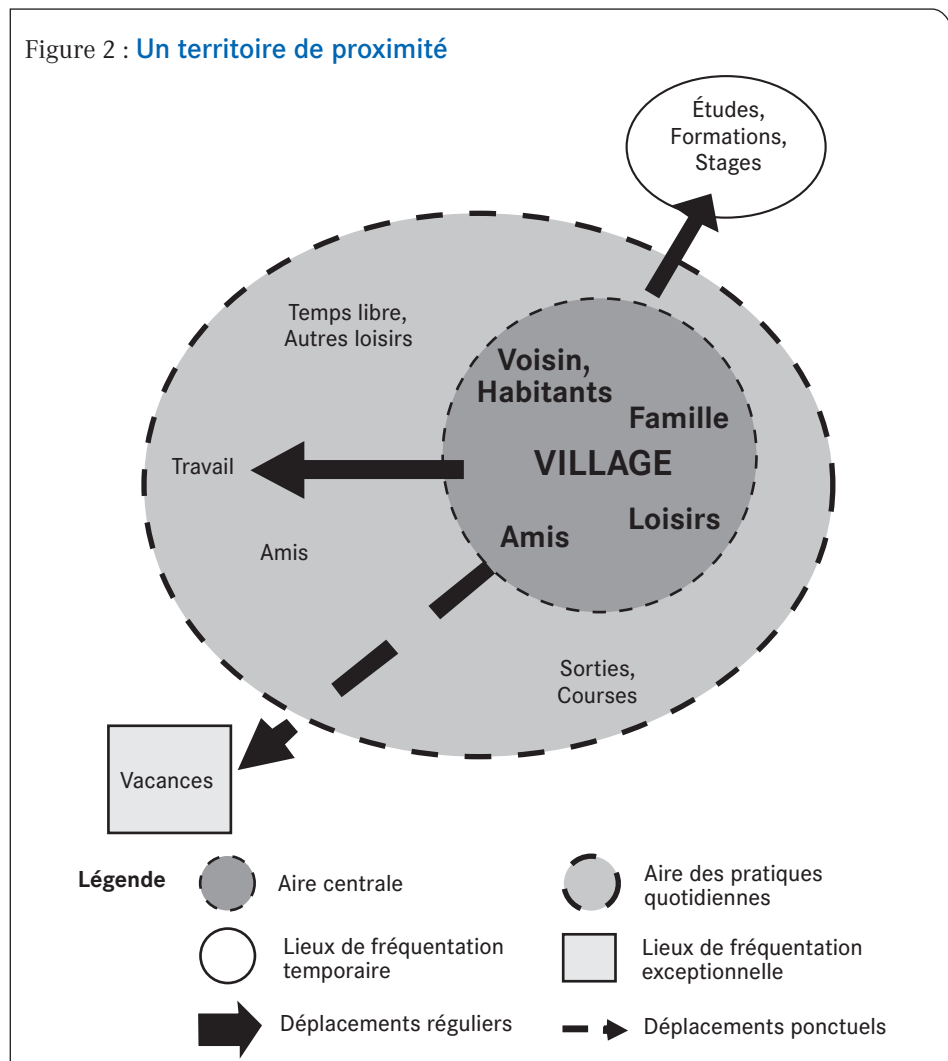 Figure 2 : Un territoire de proximité
Études,
Formations,
Stages
Temps libre,
Autres loisirs
Voisin,
Habitants
Famille
VILLAGE
Travail
Loisirs
Amis
Amis
Sorties,
Courses
Vacances
Légende
Aire centrale
Aire des pratiques
quotidiennes
Lieux de fréquentation
temporaire
Lieux de fréquentation
exceptionnelle
Déplacements réguliers
Déplacements ponctuels